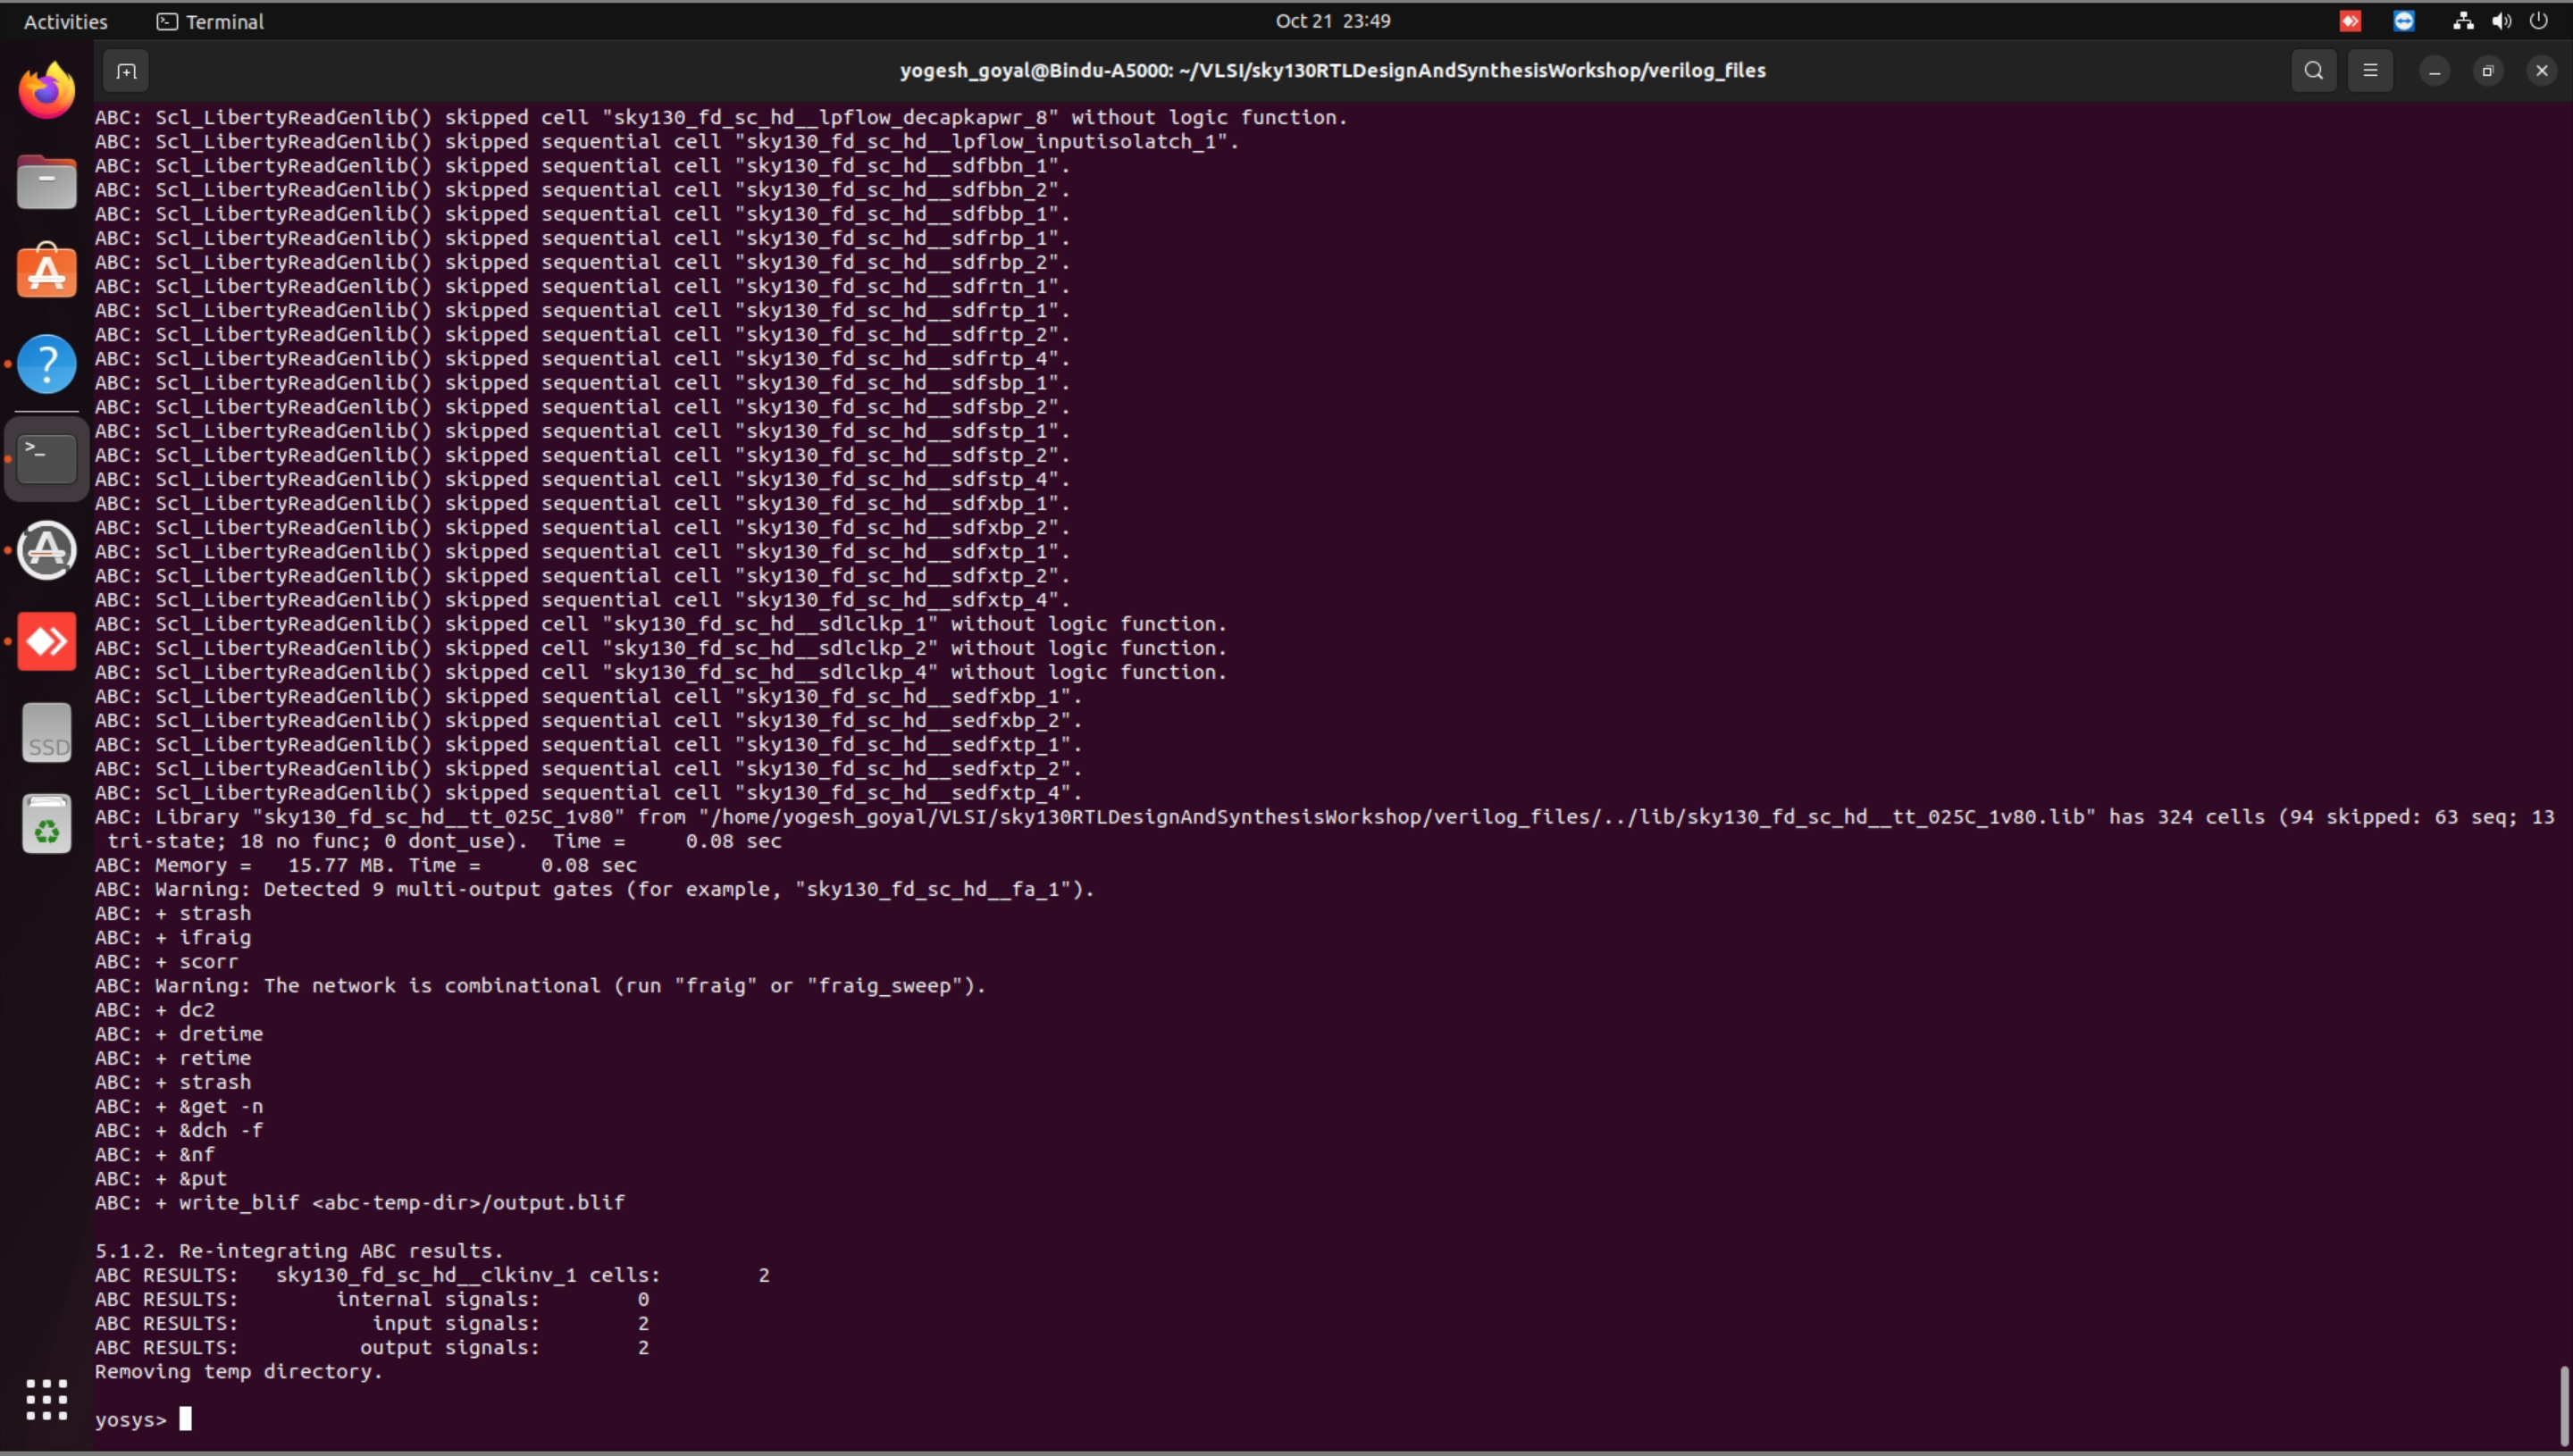 Activities
Terminal
Oct 21 23:49
yogesh_goyal@Bindu-A5000: ~/VLSI/sky130RTLDesignAndSynthesisWorkshop/verilog_files
ABC: Scl_LibertyReadGenlib() skipped cell "sky130_fd_sc_hd__lpflow_decapkapwr_8" without logic function.
ABC: Scl_LibertyReadGenlib() skipped sequential cell "sky130_fd_sc_hd__lpflow_inputisolatch_1".
ABC: Scl_LibertyReadGenlib() skipped sequential cell "sky130_fd_sc_hd__sdfbbn_1".
ABC: Scl_LibertyReadGenlib() skipped sequential cell "sky130_fd_sc_hd__sdfbbn_2".
ABC: Scl_LibertyReadGenlib() skipped sequential cell "sky130_fd_sc_hd__sdfbbp_1".
ABC: Scl_LibertyReadGenlib() skipped sequential cell "sky130_fd_sc_hd__sdfrbp_1".
ABC: Scl_LibertyReadGenlib() skipped sequential cell "sky130_fd_sc_hd__sdfrbp_2".
ABC: Scl_LibertyReadGenlib() skipped sequential cell "sky130_fd_sc_hd__sdfrtn_1".
ABC: Scl_LibertyReadGenlib() skipped sequential cell "sky130_fd_sc_hd__sdfrtp_1".
ABC: Scl_LibertyReadGenlib() skipped sequential cell "sky130_fd_sc_hd__sdfrtp_2".
ABC: Scl_LibertyReadGenlib() skipped sequential cell "sky130_fd_sc_hd__sdfrtp_4".
ABC: Scl_LibertyReadGenlib() skipped sequential cell "sky130_fd_sc_hd__sdfsbp_1".
ABC: Scl_LibertyReadGenlib() skipped sequential cell "sky130_fd_sc_hd__sdfsbp_2".
ABC: Scl_LibertyReadGenlib() skipped sequential cell "sky130_fd_sc_hd__sdfstp_1".
ABC: Scl_LibertyReadGenlib() skipped sequential cell "sky130_fd_sc_hd__sdfstp_2".
ABC: Scl_LibertyReadGenlib() skipped sequential cell "sky130_fd_sc_hd__sdfstp_4".
ABC: Scl_LibertyReadGenlib() skipped sequential cell "sky130_fd_sc_hd__sdfxbp_1".
ABC: Scl_LibertyReadGenlib() skipped sequential cell "sky130_fd_sc_hd__sdfxbp_2".
ABC: Scl_LibertyReadGenlib() skipped sequential cell "sky130_fd_sc_hd__sdfxtp_1".
ABC: Scl_LibertyReadGenlib() skipped sequential cell "sky130_fd_sc_hd__sdfxtp_2".
ABC: Scl_LibertyReadGenlib() skipped sequential cell "sky130_fd_sc_hd__sdfxtp_4".
ABC: Scl_LibertyReadGenlib() skipped cell "sky130_fd_sc_hd__sdlclkp_1" without logic function.
ABC: Scl_LibertyReadGenlib() skipped cell "sky130_fd_sc_hd__sdlclkp_2" without logic function.
ABC: Scl_LibertyReadGenlib() skipped cell "sky130_fd_sc_hd__sdlclkp_4" without logic function.
ABC: Scl_LibertyReadGenlib() skipped sequential cell "sky130_fd_sc_hd__sedfxbp_1".
ABC: Scl_LibertyReadGenlib() skipped sequential cell "sky130_fd_sc_hd__sedfxbp_2".
ABC: Scl_LibertyReadGenlib() skipped sequential cell "sky130_fd_sc_hd__sedfxtp_1".
ABC: Scl_LibertyReadGenlib() skipped sequential cell "sky130_fd_sc_hd__sedfxtp_2".
ABC: Scl_LibertyReadGenlib() skipped sequential cell "sky130_fd_sc_hd__sedfxtp_4".
ABC: Library "sky130_fd_sc_hd__tt_025C_1v80" from "/home/yogesh_goyal/VLSI/sky130RTLDesignAndSynthesisWorkshop/verilog_files/../lib/sky130_fd_sc_hd__tt_025C_1v80.lib" has 324 cells (94 skipped: 63 seq; 13
tri-state; 18 no func; 0 dont_use).  Time =     0.08 sec
ABC: Memory =   15.77 MB. Time =     0.08 sec
ABC: Warning: Detected 9 multi-output gates (for example, "sky130_fd_sc_hd__fa_1").
ABC: + strash
ABC: + ifraig
ABC: + scorr
ABC: Warning: The network is combinational (run "fraig" or "fraig_sweep").
ABC: + dc2
ABC: + dretime
ABC: + retime
ABC: + strash
ABC: + &get -n
ABC: + &dch -f
ABC: + &nf
ABC: + &put
ABC: + write_blif <abc-temp-dir>/output.blif
5.1.2. Re-integrating ABC results.
ABC RESULTS:   sky130_fd_sc_hd__clkinv_1 cells:        2
ABC RESULTS:        internal signals:        0
ABC RESULTS:           input signals:        2
ABC RESULTS:          output signals:        2
Removing temp directory.
yosys>
SSD